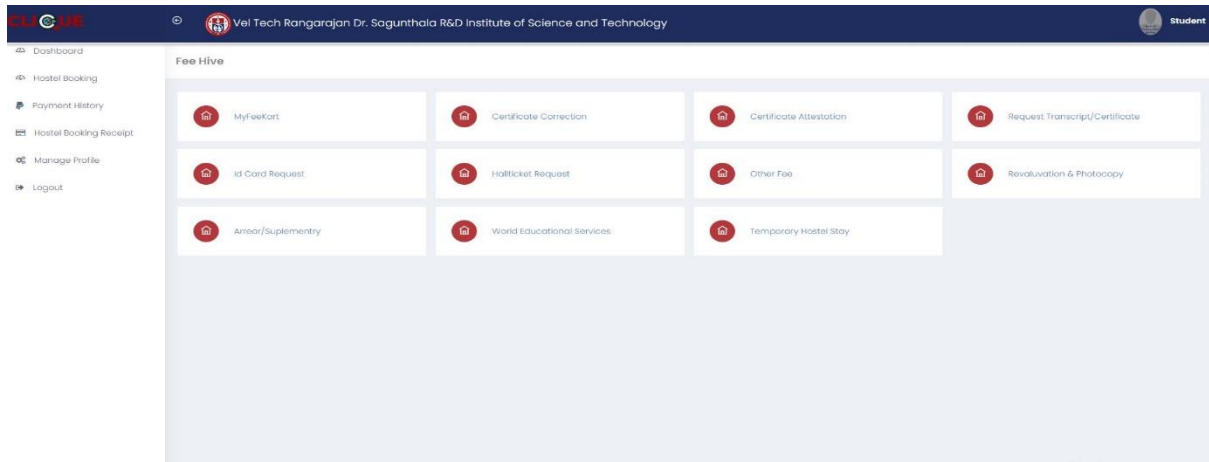 CLIQUE
Vel Tech Rangarajan Dr. Sagunthala R&D Institute of Science and Technology
Student
Dashboard
Hostel Booking
Payment History
Hostel Booking Receipt
Manage Profile
Logout
Fee Hive
MyFeeKart
Certificate Correction
Certificate Attestation
Request Transcript/Certificate
Id Card Request
Hallticket Request
Other Fee
Revaluvation & Photocopy
Arrear/Suplementry
World Educational Services
Temporary Hostel Stay